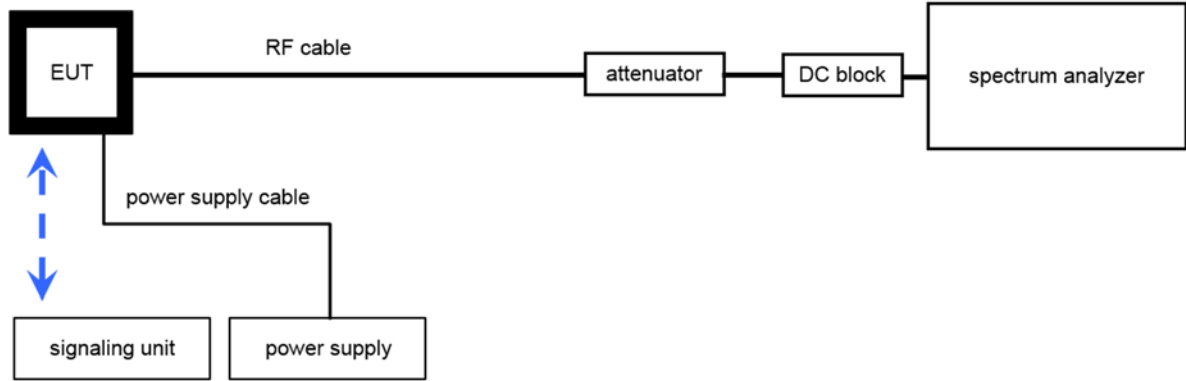 RF cable
EUT
attenuator
DC block
spectrum analyzer
power supply cable
signaling unit
power supply